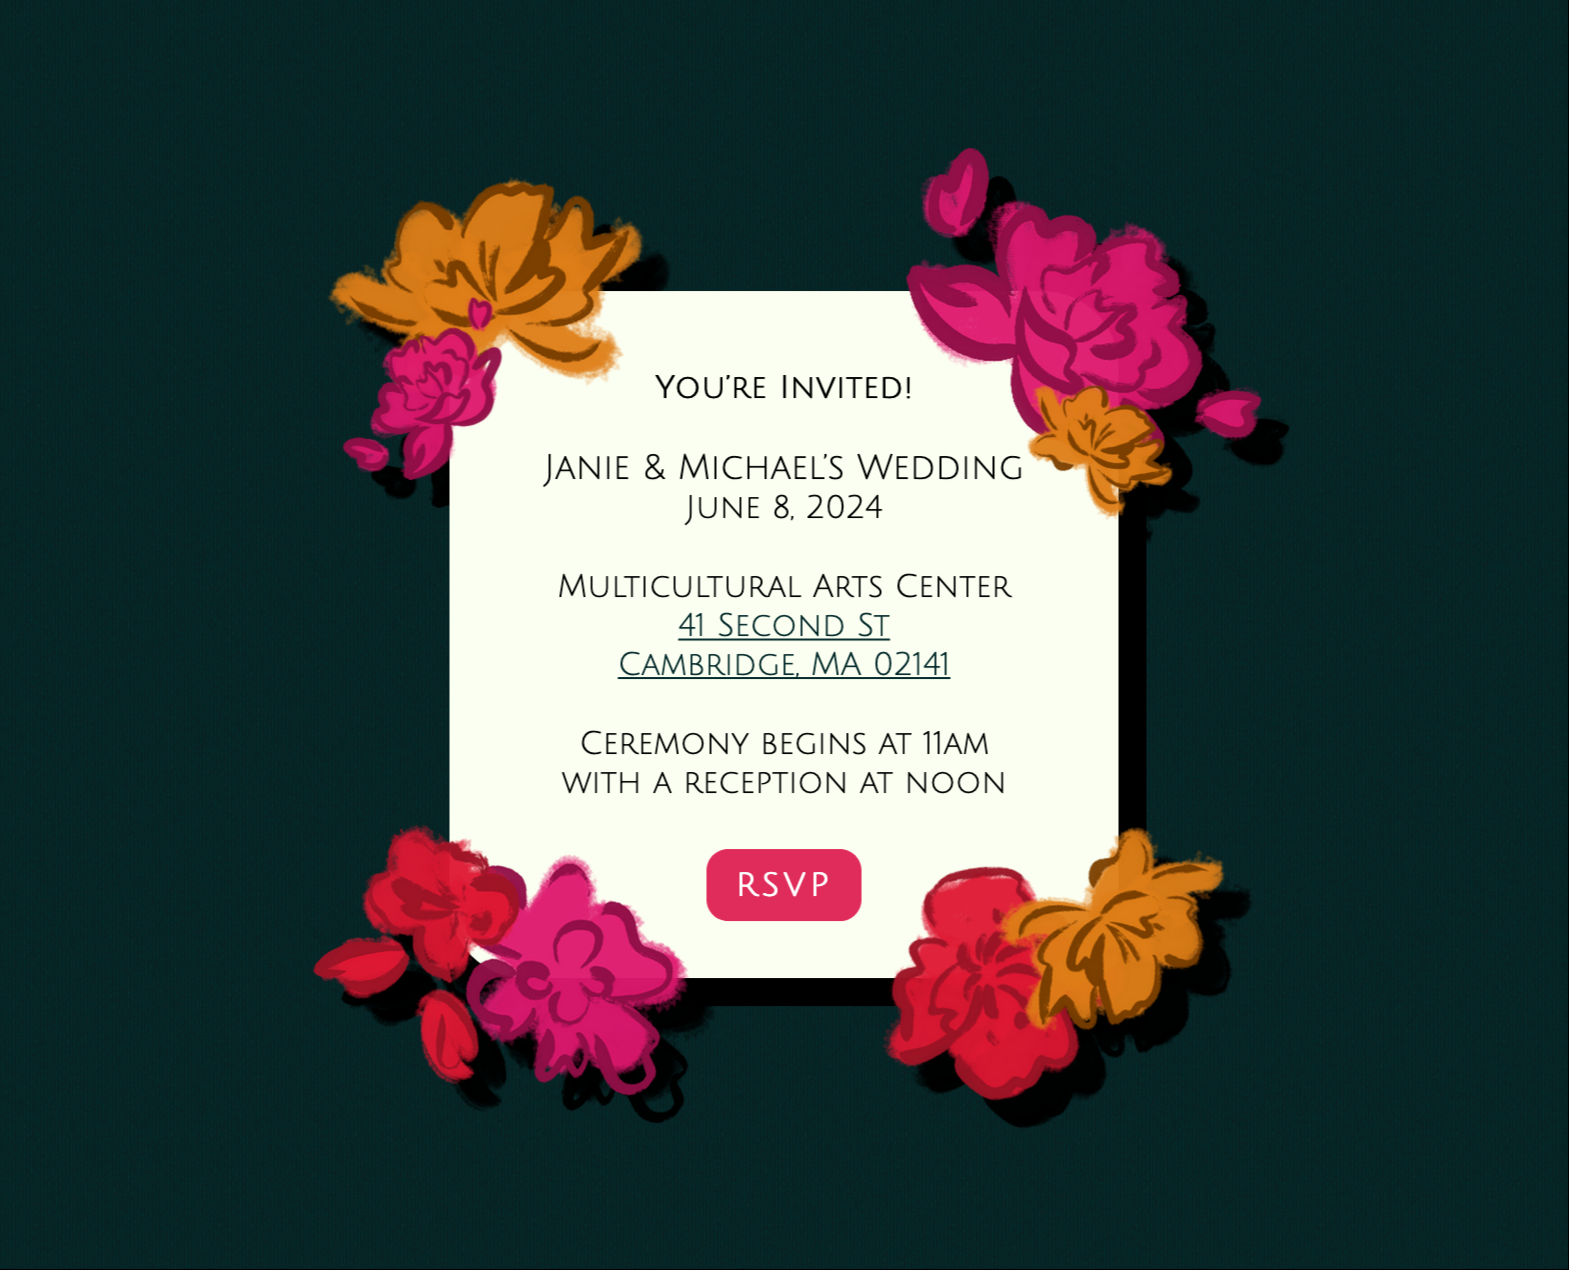 You're Invited!
Janie & Michael's Wedding
June 8, 2024
Multicultural Arts Center
41 Second St
Cambridge, MA 02141
Ceremony begins at 11am
with a reception at noon
RSVP